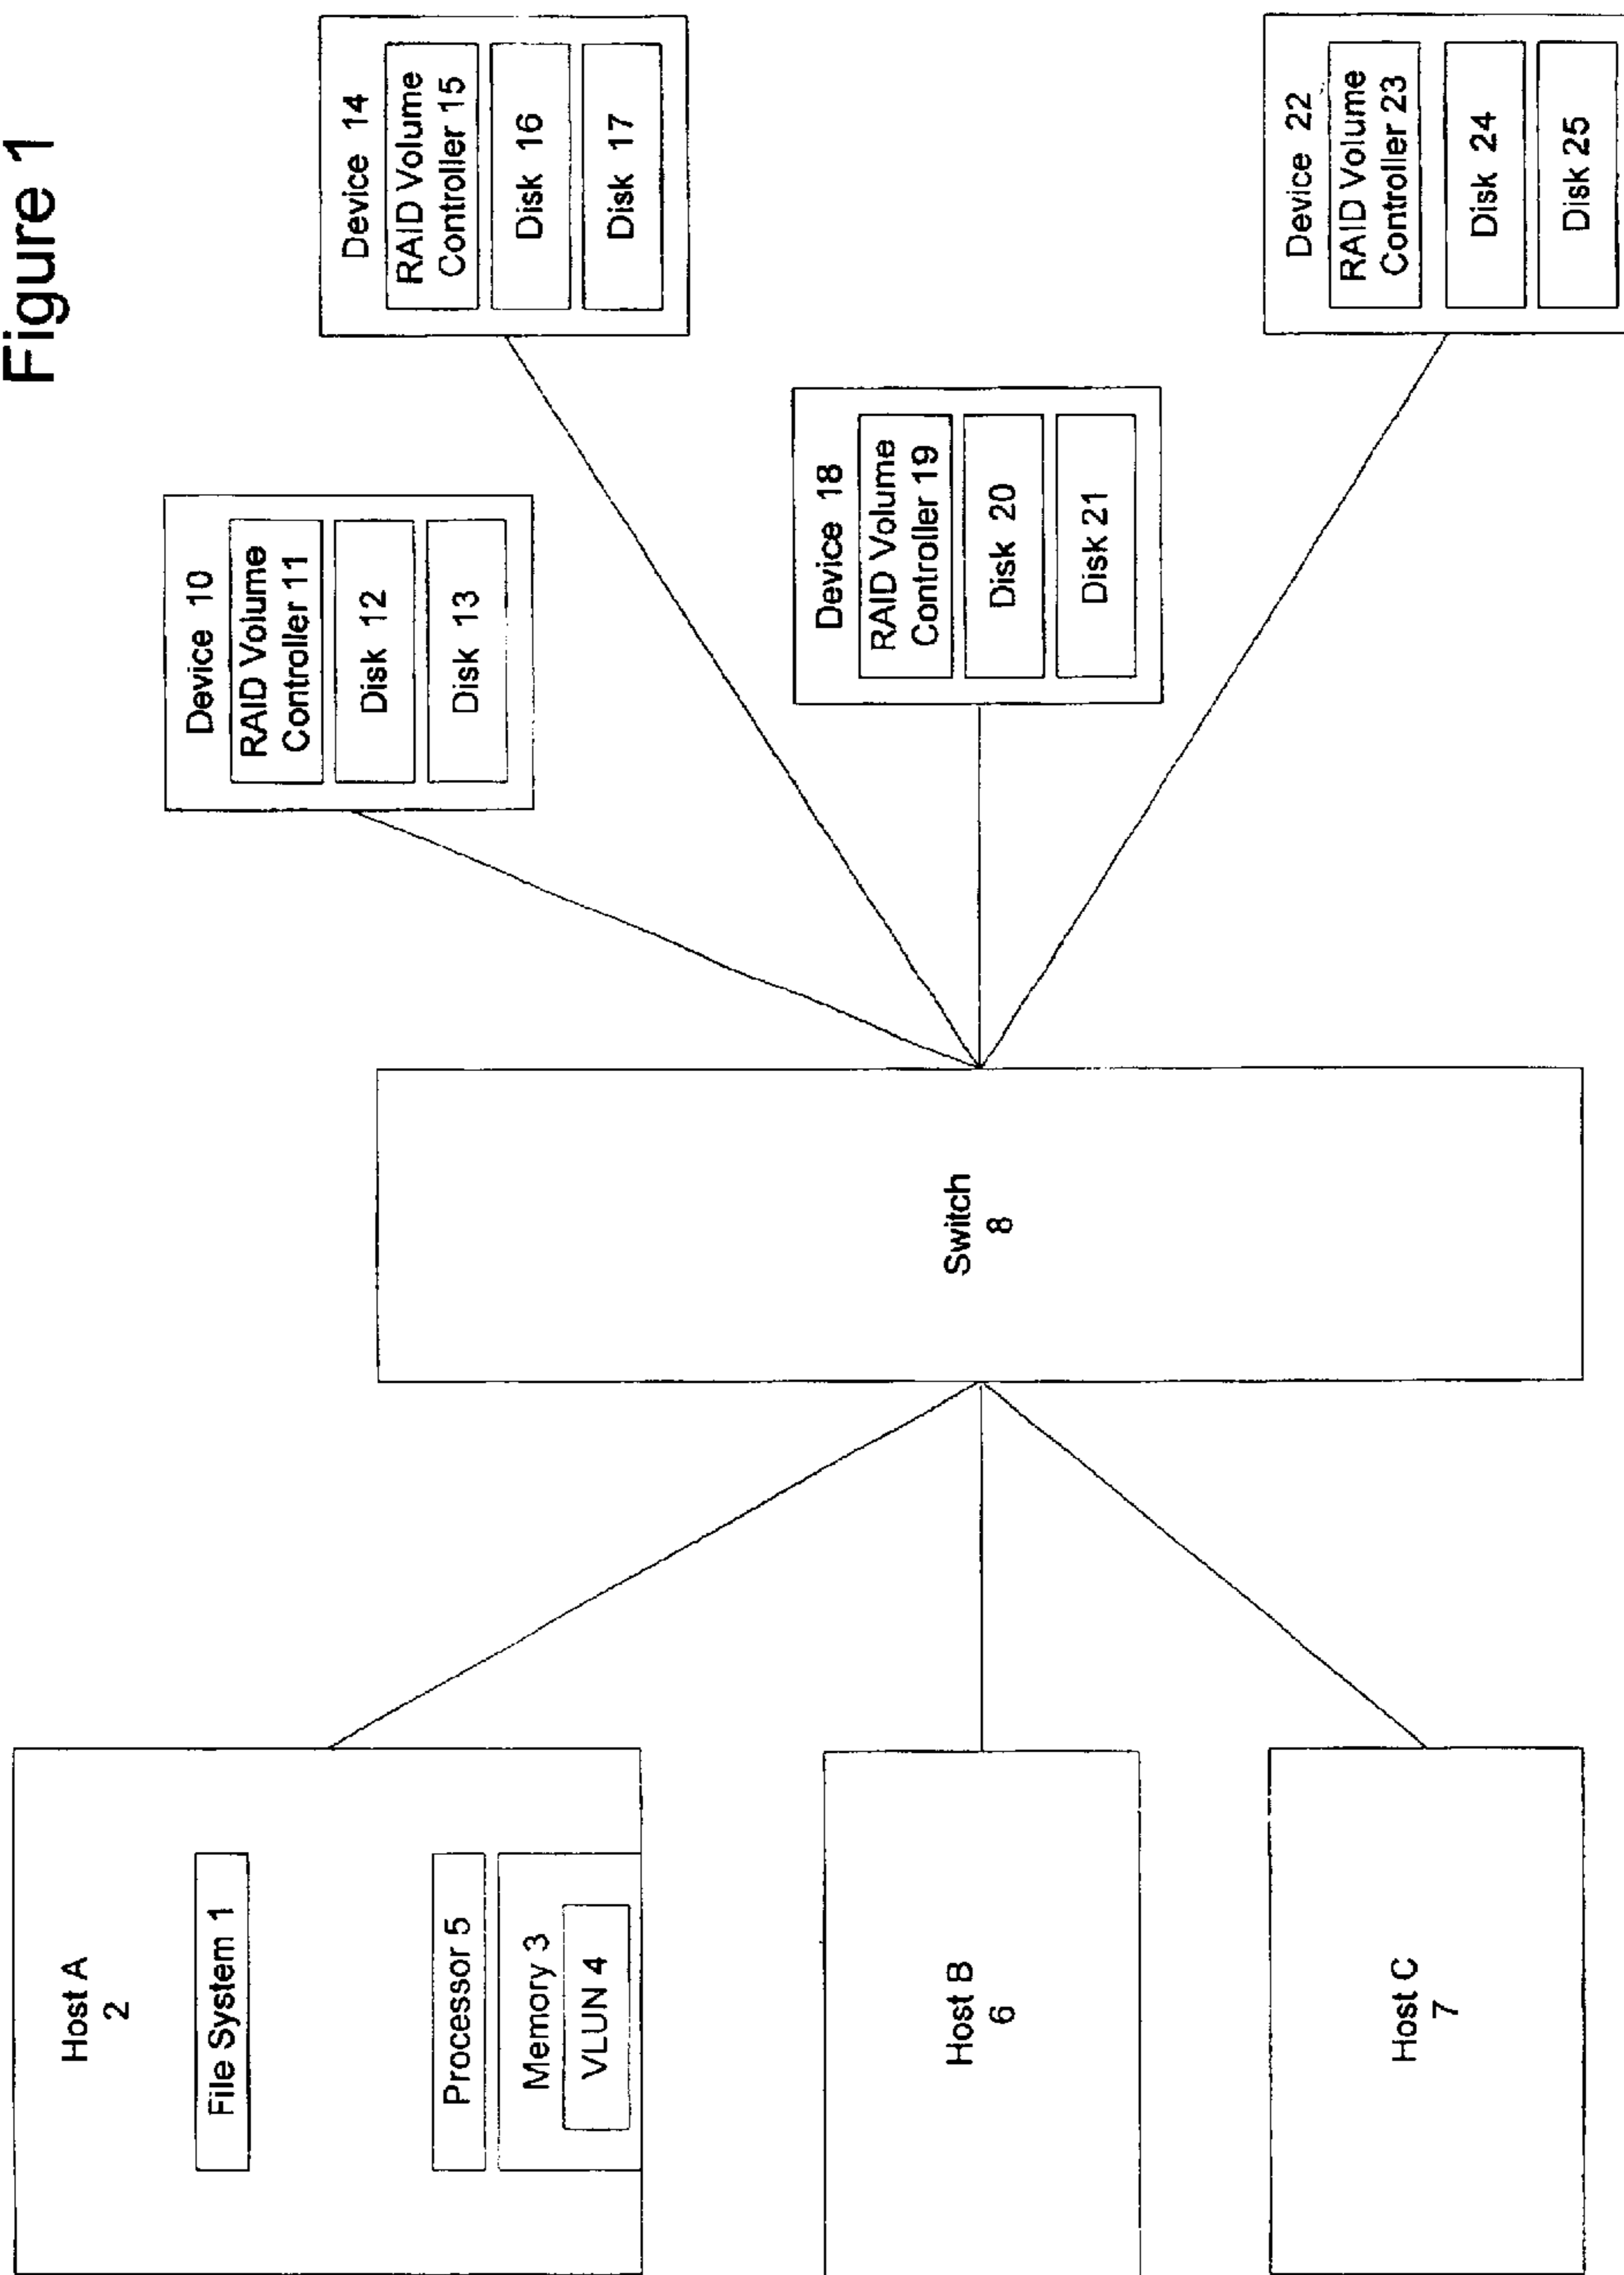 Figure 1
Host A
2
File System 1
Processor 5
Memory 3
VLUN 4
Host B
6
Host C
7
Switch
8
Device 10
RAID Volume
Controller 11
Disk 12
Disk 13
Device 14
RAID Volume
Controller 15
Disk 16
Disk 17
Device 18
RAID Volume
Controller 19
Disk 20
Disk 21
Device 22
RAID Volume
Controller 23
Disk 24
Disk 25